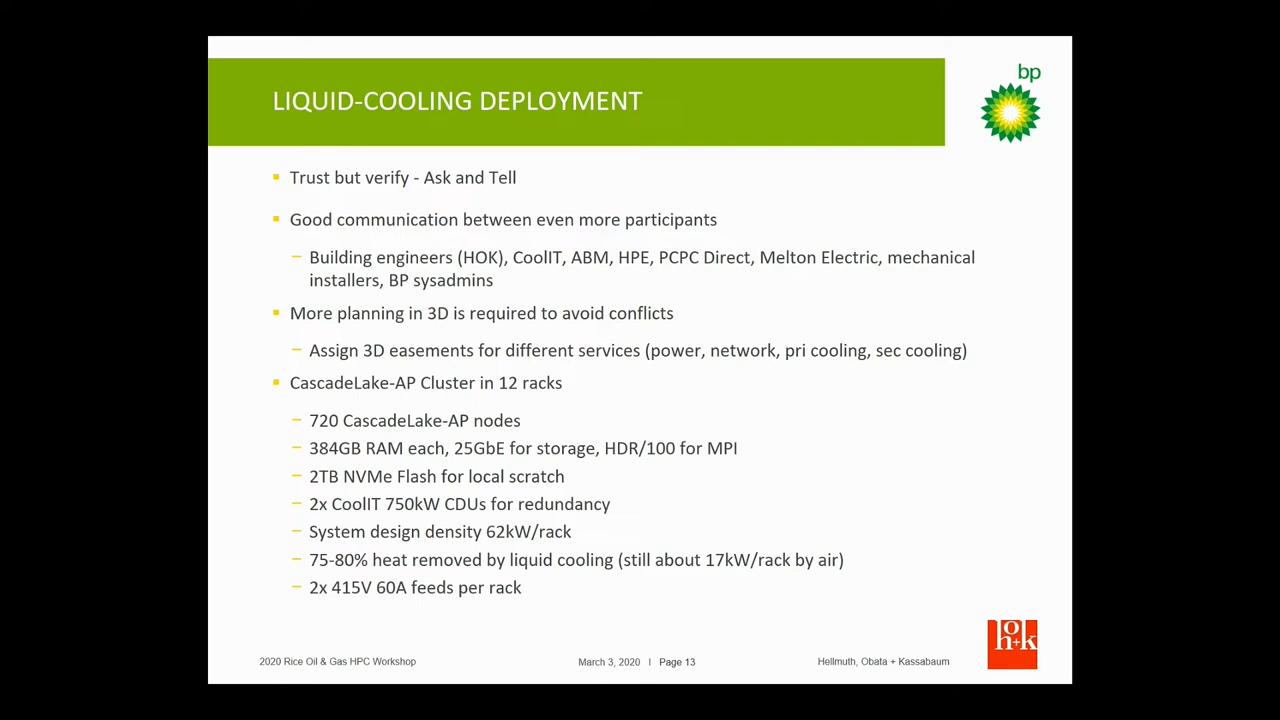 bp
LIQUID-COOLING DEPLOYMENT
Trust but verify - Ask and Tell
Good communication between even more participants
Building engineers (HOK), CoolIT, ABM, HPE, PCPC Direct, Melton Electric, mechanical
installers, BP sysadmins
More planning in 3D is required to avoid conflicts
Assign 3D easements for different services (power, network, pri cooling, sec cooling)
CascadeLake-AP Cluster in 12 racks
720 CascadeLake-AP nodes
384GB RAM each, 25GbE for storage, HDR/100 for MPI
2TB NVMe Flash for local scratch
2x CoolIT 750kW CDUs for redundancy
System design density 62kW/rack
75-80% heat removed by liquid cooling (still about 17kW/rack by air)
2x 415V 60A feeds per rack
ho+k
2020 Rice Oil & Gas HPC Workshop
March 3, 2020 I Page 13
Hellmuth, Obata + Kassabaum